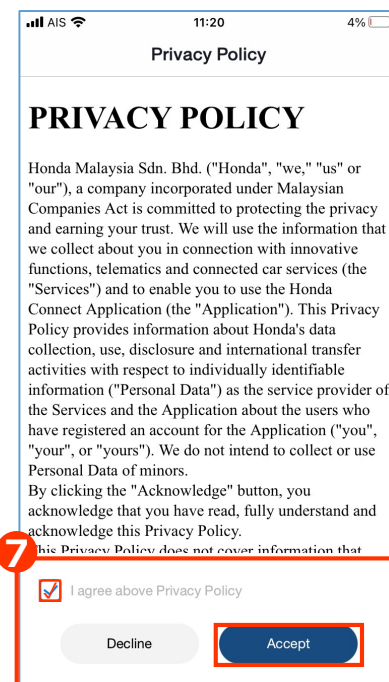 AIS 11:20 4%
Privacy Policy
PRIVACY POLICY
Honda Malaysia Sdn. Bhd. ("Honda", "we," "us" or
"our"), a company incorporated under Malaysian
Companies Act is committed to protecting the privacy
and earning your trust. We will use the information that
we collect about you in connection with innovative
functions, telematics and connected car services (the
"Services") and to enable you to use the Honda
Connect Application (the "Application"). This Privacy
Policy provides information about Honda's data
collection, use, disclosure and international transfer
activities with respect to individually identifiable
information ("Personal Data") as the service provider of
the Services and the Application about the users who
have registered an account for the Application ("you",
"your", or "yours"). We do not intend to collect or use
Personal Data of minors.
By clicking the "Acknowledge" button, you
acknowledge that you have read, fully understand and
acknowledge this Privacy Policy.
This Privacy Policy does not cover information that
7
I agree above Privacy Policy
Decline Accept